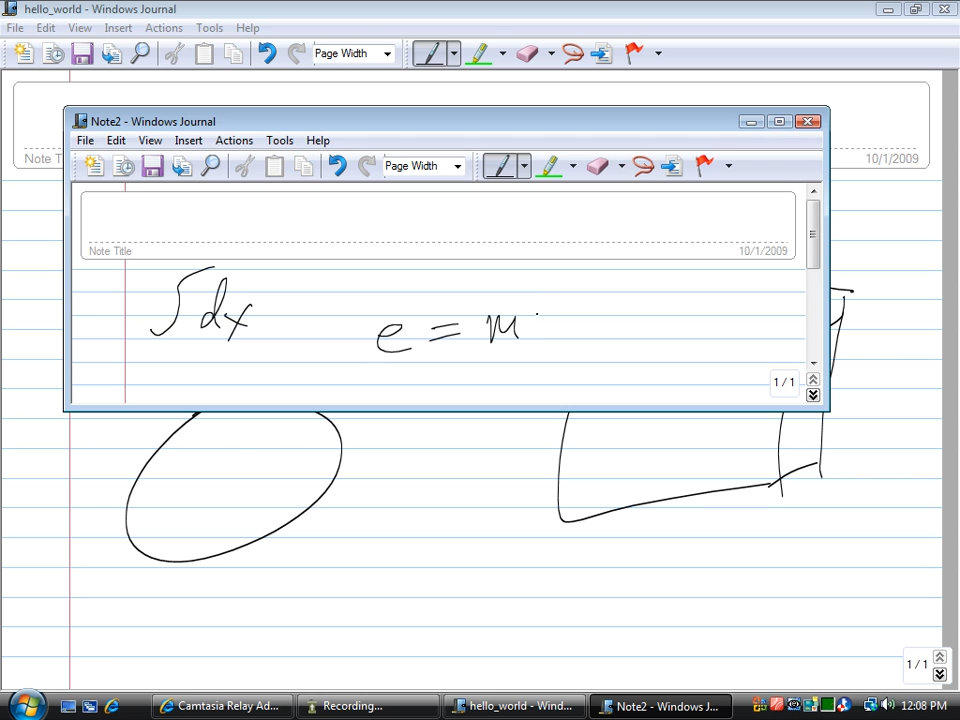 hello_world - Windows Journal
File Edit View Insert Actions Tools Help
Page Width
Note T
10/1/2009
Note2 - Windows Journal
File Edit View Insert Actions Tools Help
Page Width
Note Title
10/1/2009
∫dx e = m
1/1
1/1
Camtasia Relay Ad...
Recording...
hello_world - Wind...
Note2 - Windows J...
12:08 PM